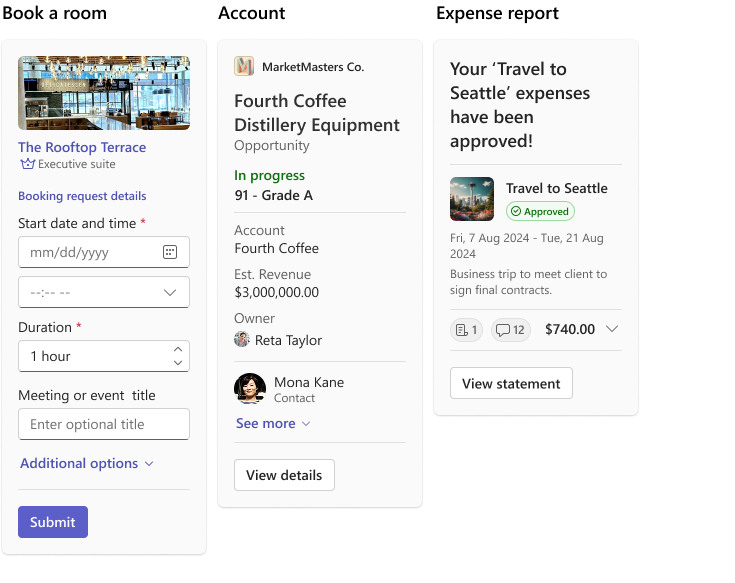 Book a room
The Rooftop Terrace
Executive suite
Booking request details
Start date and time *
mm/dd/yyyy
--:-- --
Duration *
1 hour
Meeting or event  title
Enter optional title
Additional options
Submit
Account
MarketMasters Co.
Fourth Coffee
Distillery Equipment
Opportunity
In progress
91 - Grade A
Account
Fourth Coffee
Est. Revenue
$3,000,000.00
Owner
Reta Taylor
Mona Kane
Contact
See more
View details
Expense report
Your ‘Travel to
Seattle’ expenses
have been
approved!
Travel to Seattle
Approved
Fri, 7 Aug 2024 - Tue, 21 Aug
2024
Business trip to meet client to
sign final contracts.
1
12
$740.00
View statement